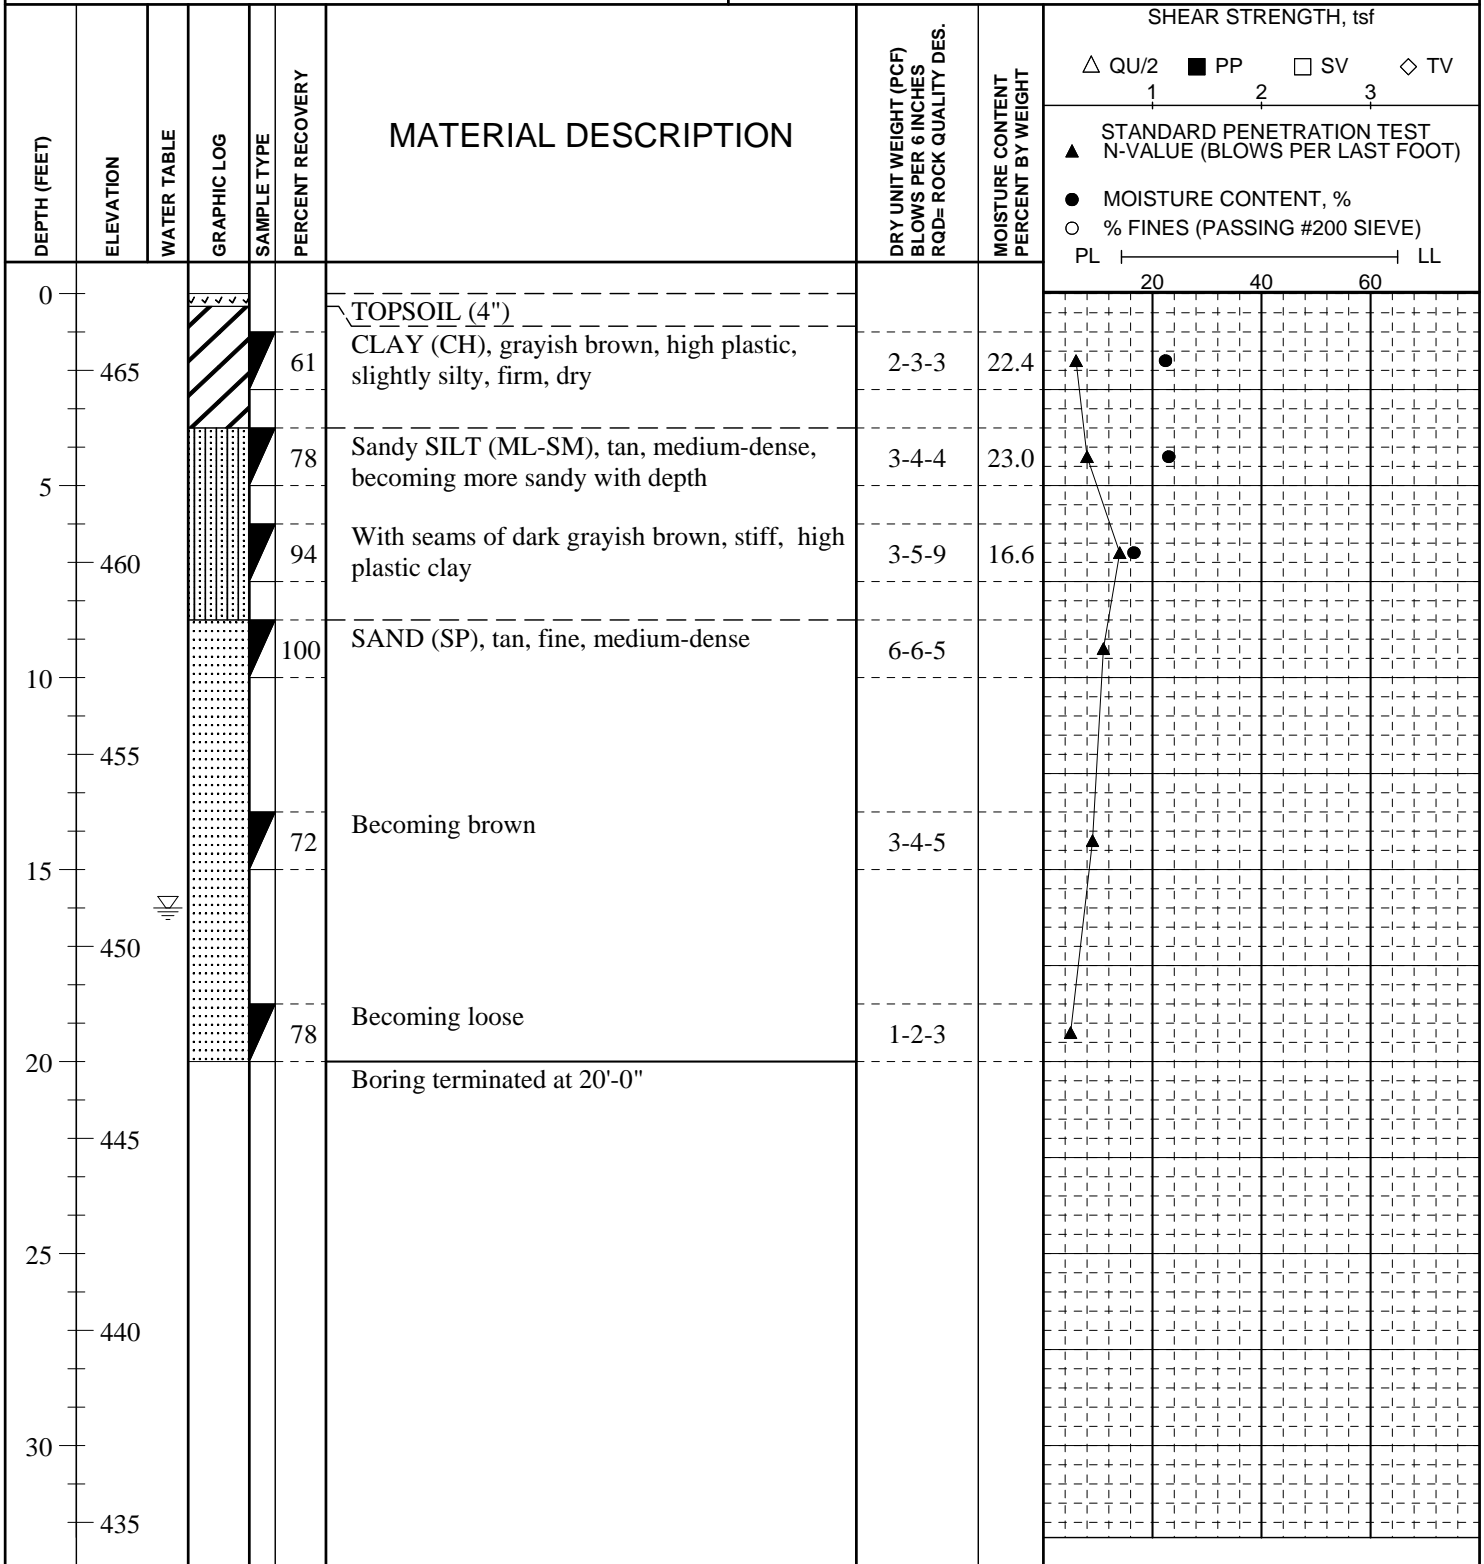 SHEAR STRENGTH, tsf
QU/2 PP SV TV
1 2 3
DEPTH (FEET)
ELEVATION
WATER TABLE
GRAPHIC LOG
SAMPLE TYPE
PERCENT RECOVERY
MATERIAL DESCRIPTION
DRY UNIT WEIGHT (PCF)
BLOWS PER 6 INCHES
RQD= ROCK QUALITY DES.
MOISTURE CONTENT
PERCENT BY WEIGHT
STANDARD PENETRATION TEST
N-VALUE (BLOWS PER LAST FOOT)
MOISTURE CONTENT, %
% FINES (PASSING #200 SIEVE)
PL LL
20 40 60
0
TOPSOIL (4")
CLAY (CH), grayish brown, high plastic,
465 61 slightly silty, firm, dry 2-3-3 22.4
Sandy SILT (ML-SM), tan, medium-dense,
78 3-4-4 23.0
5 becoming more sandy with depth
With seams of dark grayish brown, stiff, high
460 94 plastic clay 3-5-9 16.6
SAND (SP), tan, fine, medium-dense
100 6-6-5
10
455
Becoming brown
72 3-4-5
15
450
Becoming loose
78 1-2-3
20
Boring terminated at 20'-0"
445
25
440
30
435